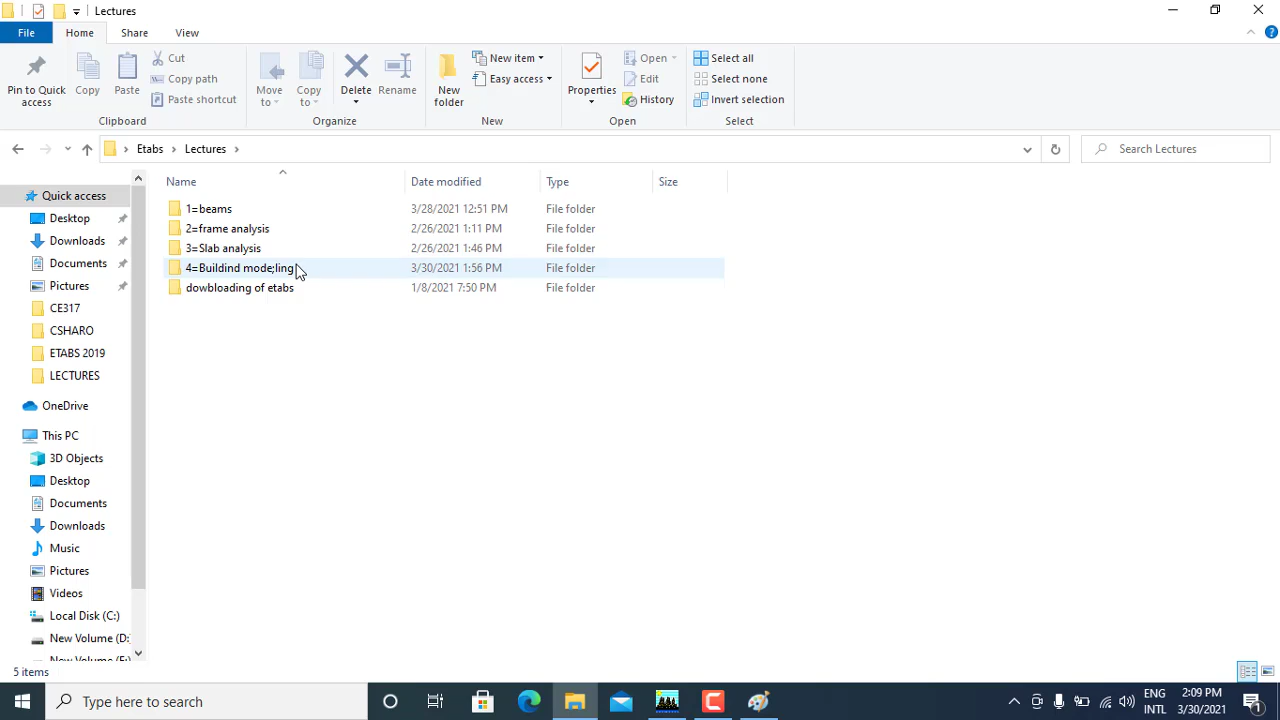 Lectures
File Home Share View
Pin to Quick access
Copy
Paste
Cut
Copy path
Paste shortcut
Clipboard
Move to
Copy to
Delete
Rename
Organize
New folder
New item
Easy access
New
Properties
Open
Edit
History
Open
Select all
Select none
Invert selection
Select
Etabs Lectures
Search Lectures
Name Date modified Type Size
1=beams 3/28/2021 12:51 PM File folder
2=frame analysis 2/26/2021 1:11 PM File folder
3=Slab analysis 2/26/2021 1:46 PM File folder
4=Buildind mode;ling 3/30/2021 1:56 PM File folder
dowbloading of etabs 1/8/2021 7:50 PM File folder
Quick access
Desktop
Downloads
Documents
Pictures
CE317
CSHARO
ETABS 2019
LECTURES
OneDrive
This PC
3D Objects
Desktop
Documents
Downloads
Music
Pictures
Videos
Local Disk (C:)
New Volume (D:
5 items
Type here to search
ENG
INTL
2:09 PM
3/30/2021
1